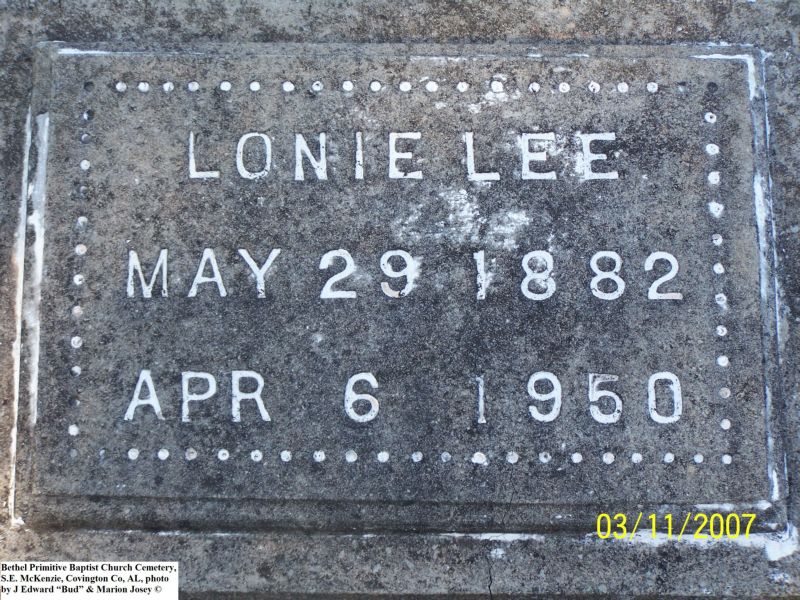 LONIE LEE
MAY 29 1882
APR 6 1950
03/11/2007
Bethel Primitive Baptist Church Cemetery,
S.E. McKenzie, Covington Co, AL, photo
by J Edward “Bud” & Marion Josey ©